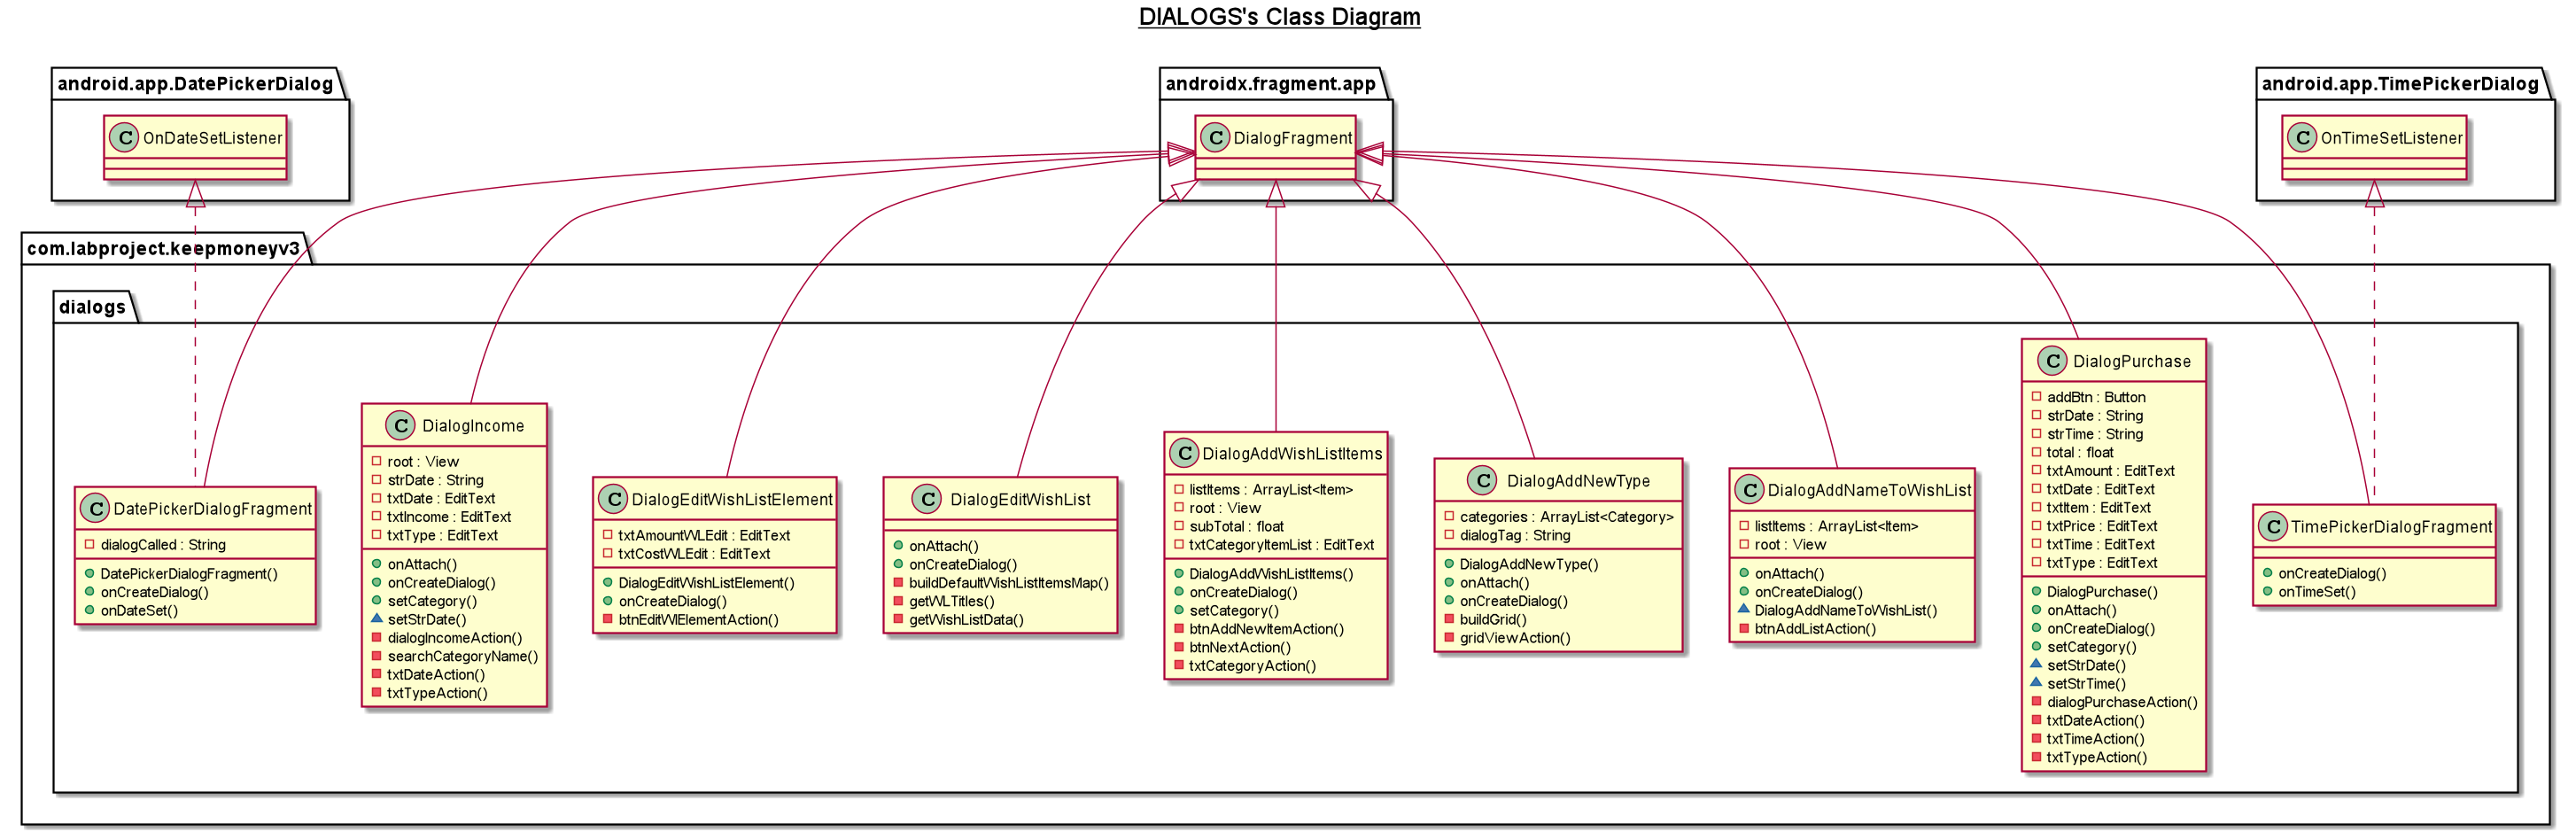 DIALOGS's Class Diagram
android.app.DatePickerDialog
C OnDateSetListener
androidx.fragment.app
C DialogFragment
android.app.TimePickerDialog
C OnTimeSetListener
com.labproject.keepmoneyv3
dialogs
C DatePickerDialogFragment
dialogCalled : String
DatePickerDialogFragment()
onCreateDialog()
onDateSet()
C DialogIncome
root : View
strDate : String
txtDate : EditText
txtIncome : EditText
txtType : EditText
onAttach()
onCreateDialog()
setCategory()
setStrDate()
dialogIncomeAction()
searchCategoryName()
txtDateAction()
txtTypeAction()
C DialogEditWishListElement
txtAmountWLEdit : EditText
txtCostWLEdit : EditText
DialogEditWishListElement()
onCreateDialog()
btnEditWlElementAction()
C DialogEditWishList
onAttach()
onCreateDialog()
buildDefaultWishListItemsMap()
getWLTitles()
getWishListData()
C DialogAddWishListItems
listItems : ArrayList<Item>
root : View
subTotal : float
txtCategoryItemList : EditText
DialogAddWishListItems()
onCreateDialog()
setCategory()
btnAddNewItemAction()
btnNextAction()
txtCategoryAction()
C DialogAddNewType
categories : ArrayList<Category>
dialogTag : String
DialogAddNewType()
onAttach()
onCreateDialog()
buildGrid()
gridViewAction()
C DialogAddNameToWishList
listItems : ArrayList<Item>
root : View
onAttach()
onCreateDialog()
DialogAddNameToWishList()
btnAddListAction()
C DialogPurchase
addBtn : Button
strDate : String
strTime : String
total : float
txtAmount : EditText
txtDate : EditText
txtItem : EditText
txtPrice : EditText
txtTime : EditText
txtType : EditText
DialogPurchase()
onAttach()
onCreateDialog()
setCategory()
setStrDate()
setStrTime()
dialogPurchaseAction()
txtDateAction()
txtTimeAction()
txtTypeAction()
C TimePickerDialogFragment
onCreateDialog()
onTimeSet()